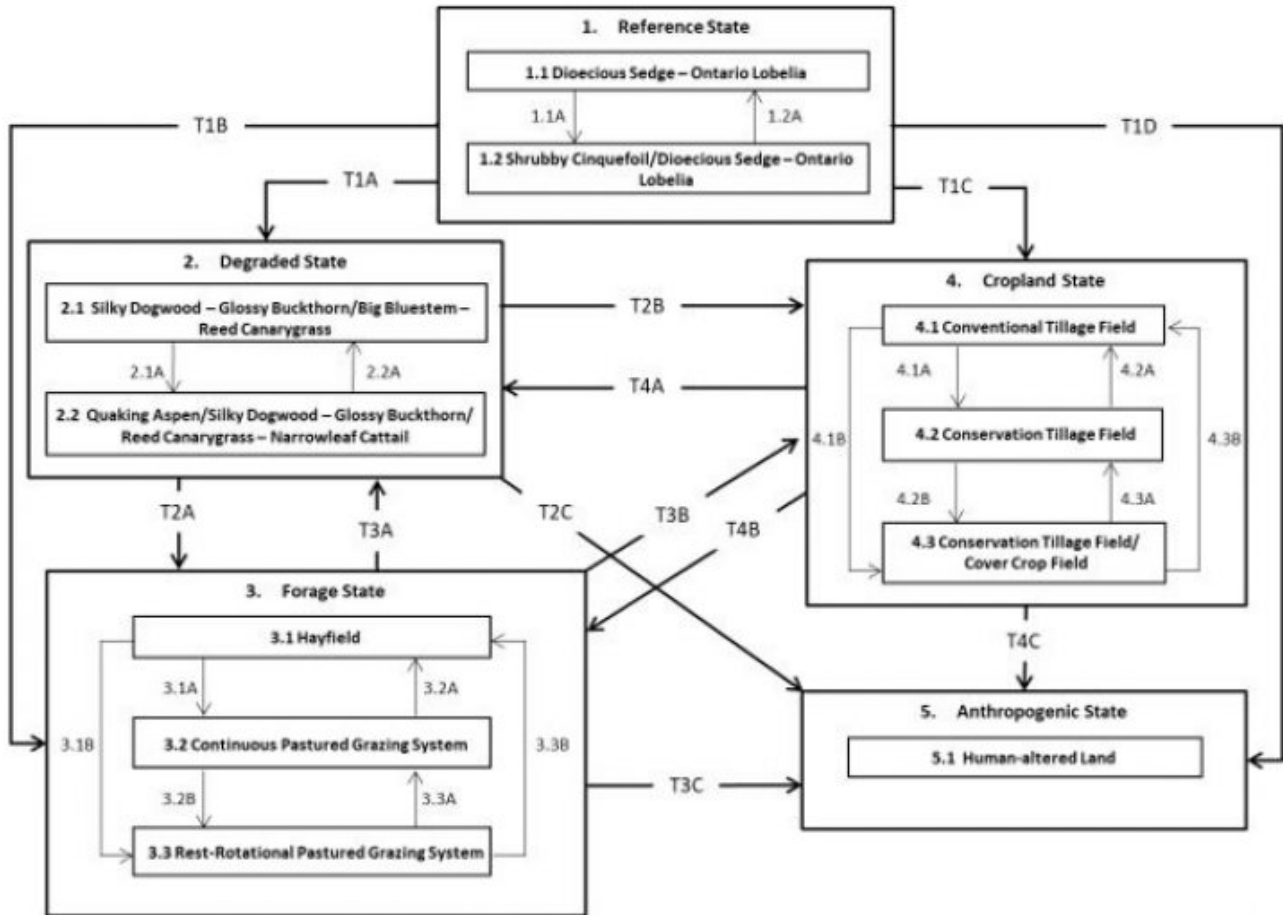 1. Reference State
1.1 Dioecious Sedge – Ontario Lobelia
1.1A
1.2A
1.2 Shrubby Cinquefoil/Dioecious Sedge – Ontario
Lobelia
T1B
T1D
T1A
T1C
2. Degraded State
2.1 Silky Dogwood – Glossy Buckthorn/Big Bluestem –
Reed Canarygrass
2.1A
2.2A
2.2 Quaking Aspen/Silky Dogwood – Glossy Buckthorn/
Reed Canarygrass – Narrowleaf Cattail
T2B
T4A
4. Cropland State
4.1 Conventional Tillage Field
4.1A
4.2A
4.1B
4.2 Conservation Tillage Field
4.3B
4.2B
4.3A
4.3 Conservation Tillage Field/
Cover Crop Field
T2A
T3A
T2C
T3B
T4B
T4C
3. Forage State
3.1 Hayfield
3.1A
3.2A
3.1B
3.2 Continuous Pastured Grazing System
3.3B
3.2B
3.3A
3.3 Rest-Rotational Pastured Grazing System
T3C
5. Anthropogenic State
5.1 Human-altered Land